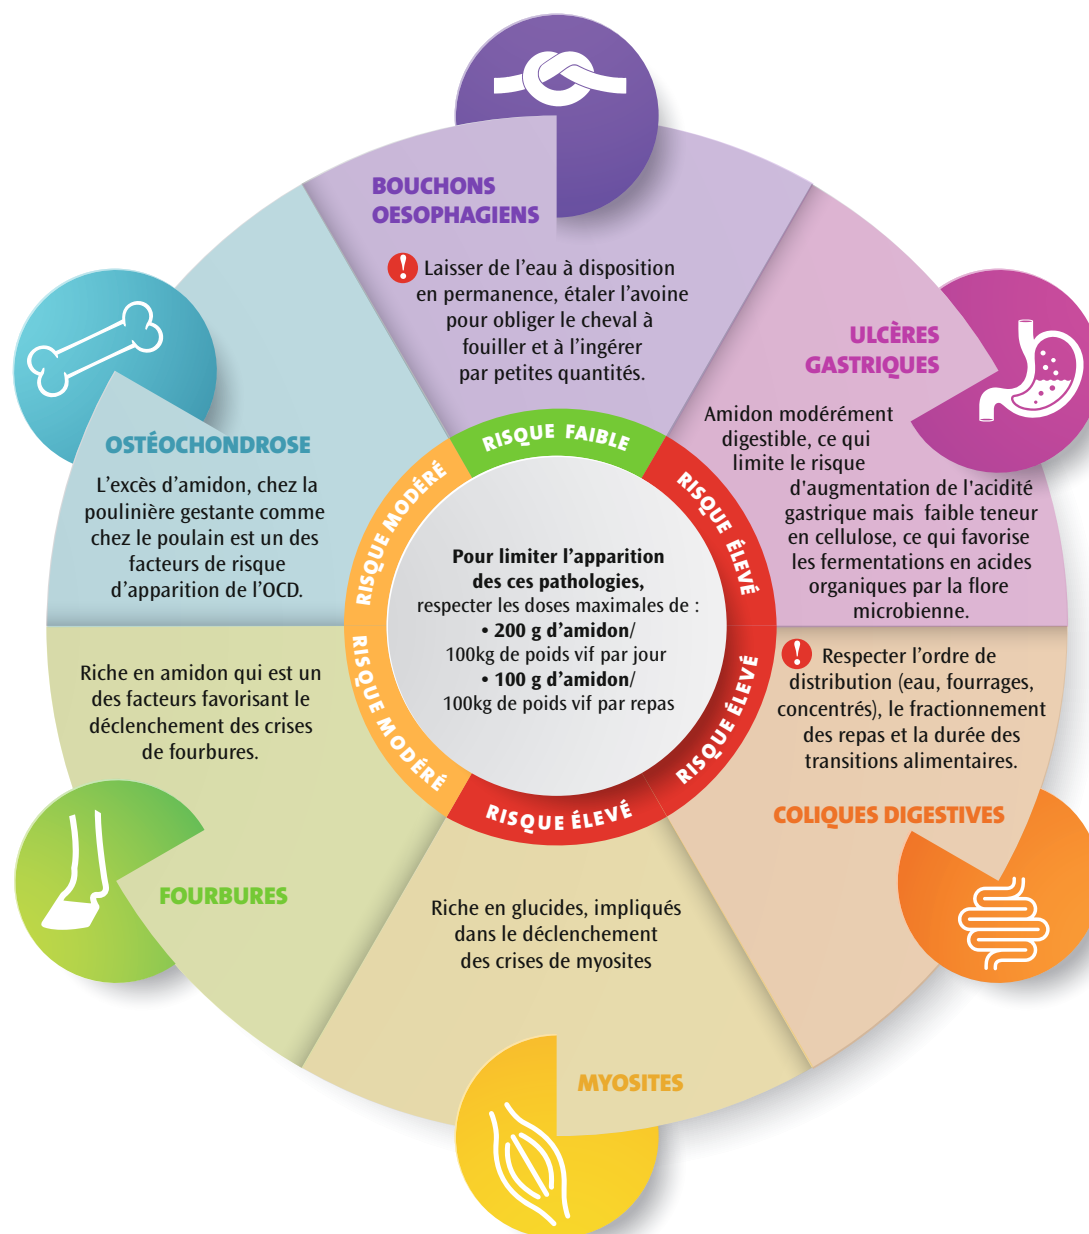 BOUCHONS
OESOPHAGIENS
! Laisser de l'eau à disposition
en permanence, étaler l'avoine
pour obliger le cheval à
fouiller et à l'ingérer
par petites quantités.
RISQUE FAIBLE
ULCÈRES
GASTRIQUES
Amidon modérément
digestible, ce qui
limite le risque
d'augmentation de l'acidité
gastrique mais faible teneur
en cellulose, ce qui favorise
les fermentations en acides
organiques par la flore
microbienne.
RISQUE ÉLEVÉ
! Respecter l'ordre de
distribution (eau, fourrages,
concentrés), le fractionnement
des repas et la durée des
transitions alimentaires.
COLIQUES DIGESTIVES
RISQUE ÉLEVÉ
RISQUE ÉLEVÉ
Riche en glucides, impliqués
dans le déclenchement
des crises de myosites
MYOSITES
RISQUE MODÉRÉ
Riche en amidon qui est un
des facteurs favorisant le
déclenchement des crises
de fourbures.
FOURBURES
RISQUE MODÉRÉ
OSTÉOCHONDROSE
L'excès d'amidon, chez la
poulinière gestante comme
chez le poulain est un des
facteurs de risque
d'apparition de l'OCD.
Pour limiter l'apparition
des ces pathologies,
respecter les doses maximales de :
• 200 g d'amidon/
100kg de poids vif par jour
• 100 g d'amidon/
100kg de poids vif par repas